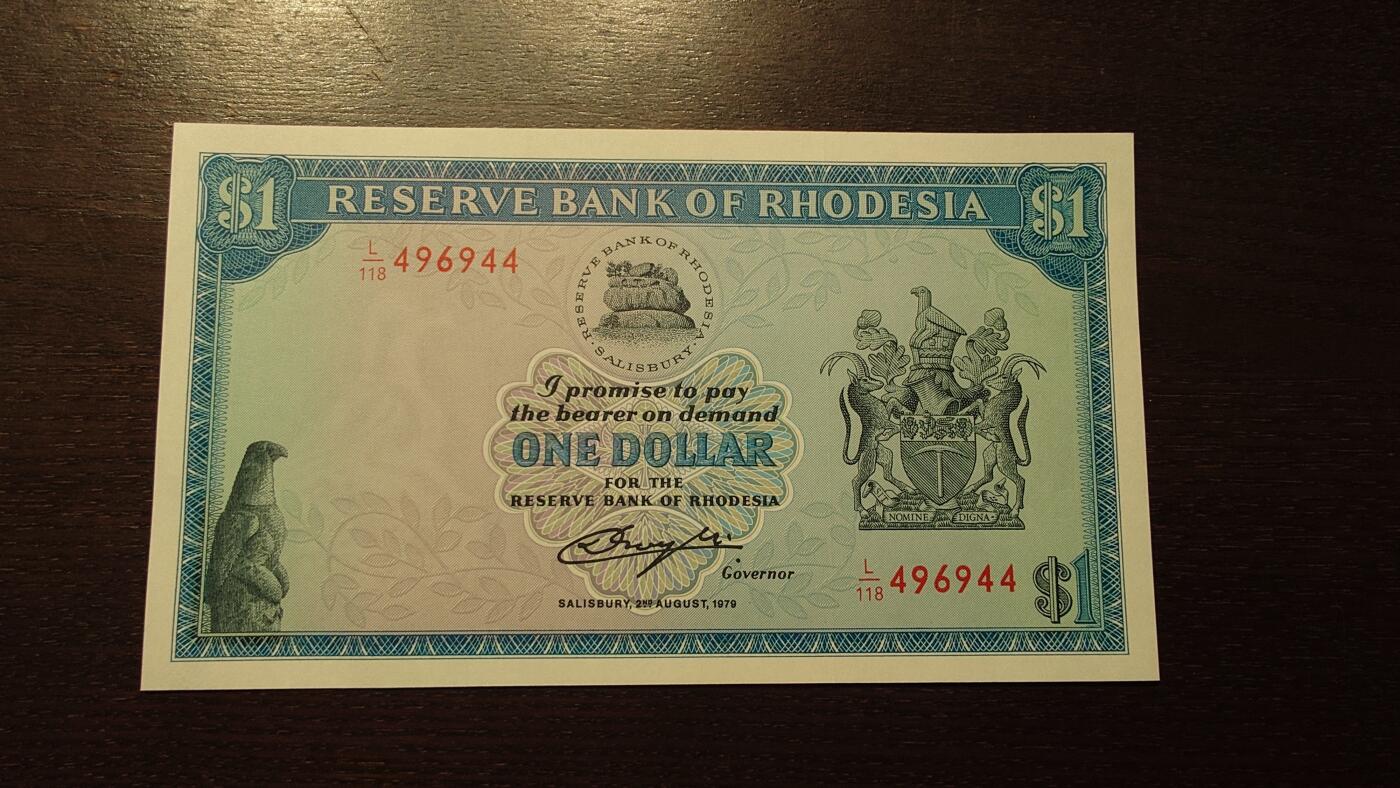 $1
RESERVE BANK OF RHODESIA
$1
L/118 496944
RESERVE BANK OF RHODESIA · SALISBURY ·
I promise to pay
the bearer on demand
ONE DOLLAR
FOR THE
RESERVE BANK OF RHODESIA
Governor
SALISBURY, 2ND AUGUST, 1979
NOMINE DIGNA
L/118 496944
$1